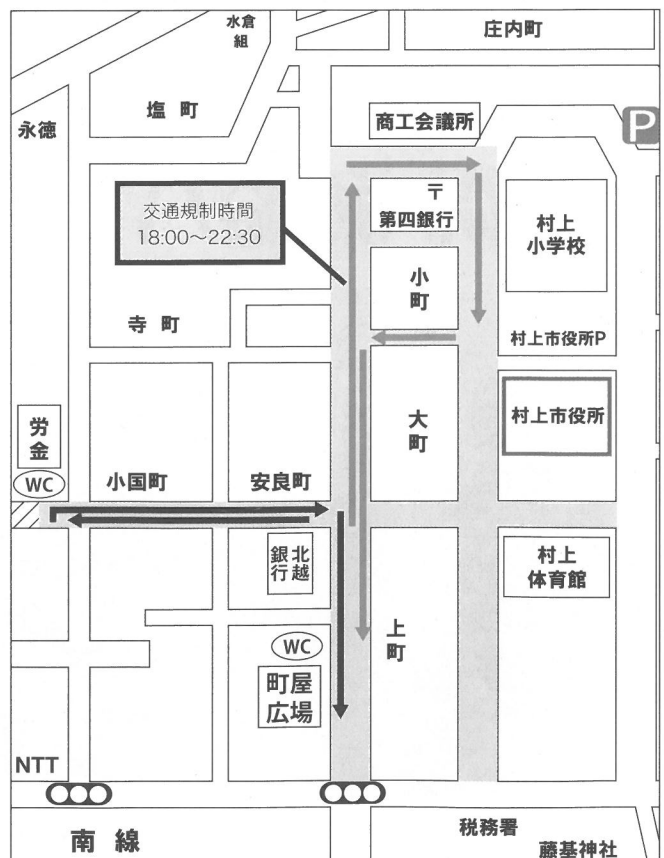 水倉
組
庄内町
塩 町
永徳
商工会議所
P
交通規制時間
18:00〜22:30
〒
第四銀行
村上
小学校
小
町
寺 町
村上市役所P
労
金
WC
小国町
安良町
大
町
村上市役所
北越
銀行
村上
体育館
上
町
WC
町屋
広場
NTT
南 線
税務署
藤基神社